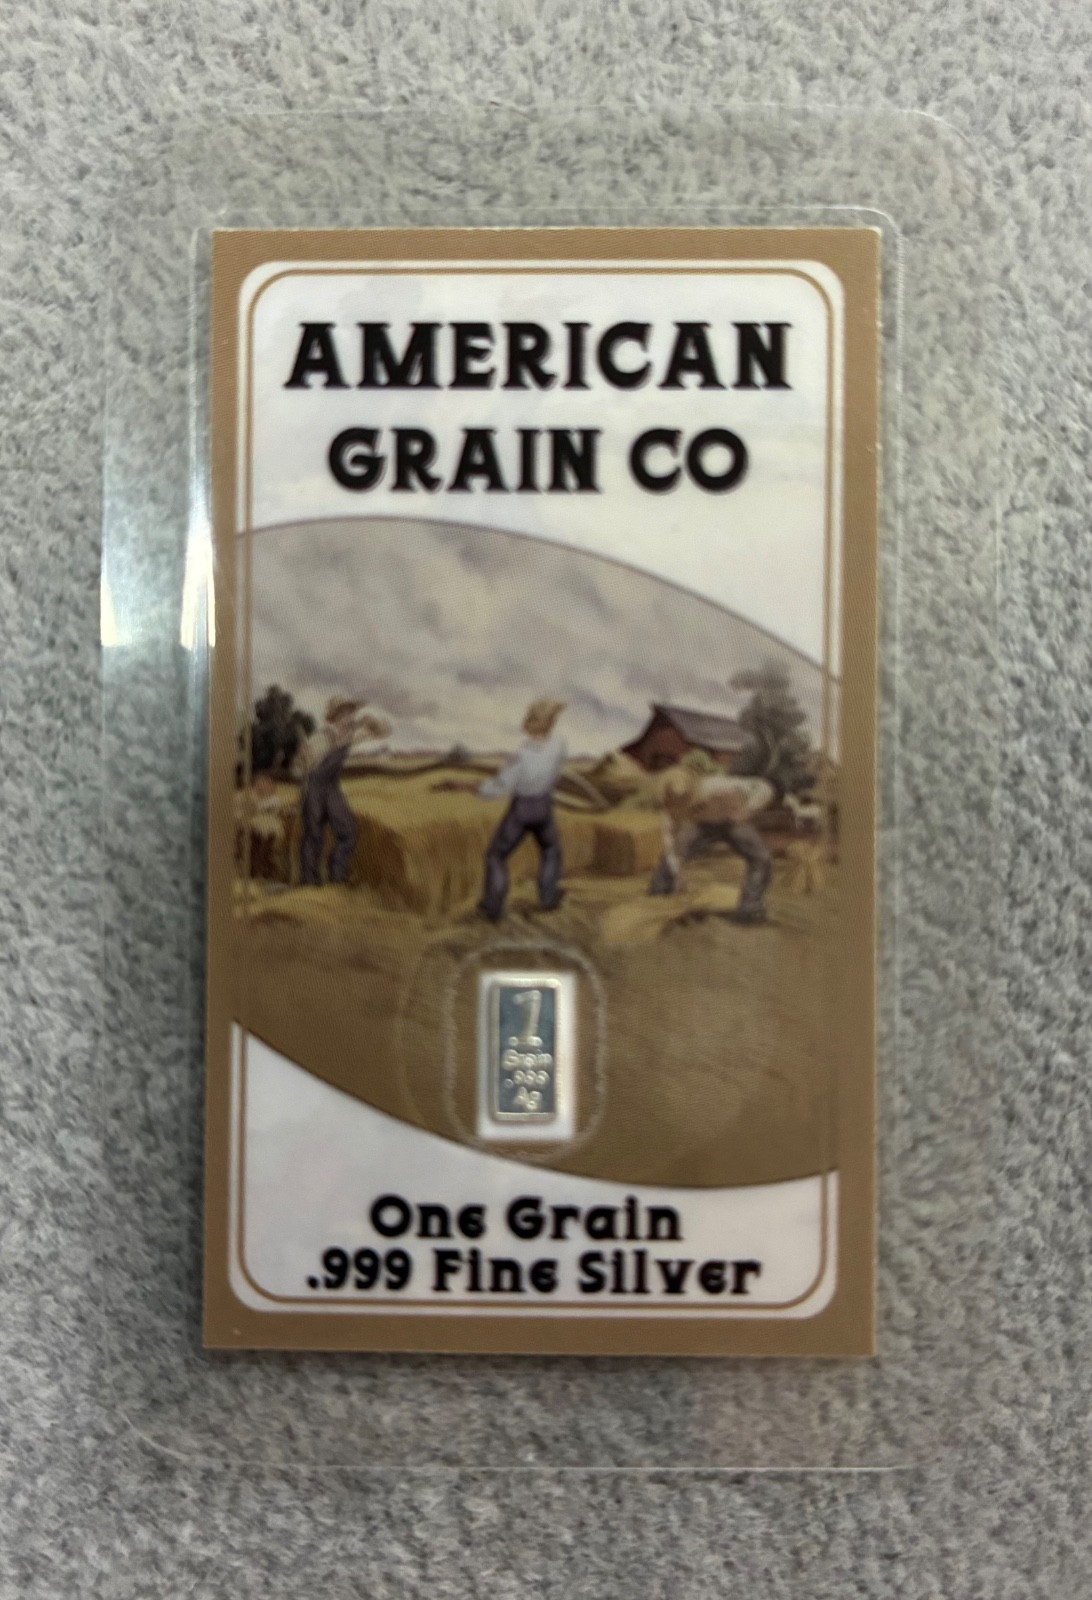 AMERICAN
GRAIN CO
1
Grain
.999
Ag
One Grain
.999 Fine Silver